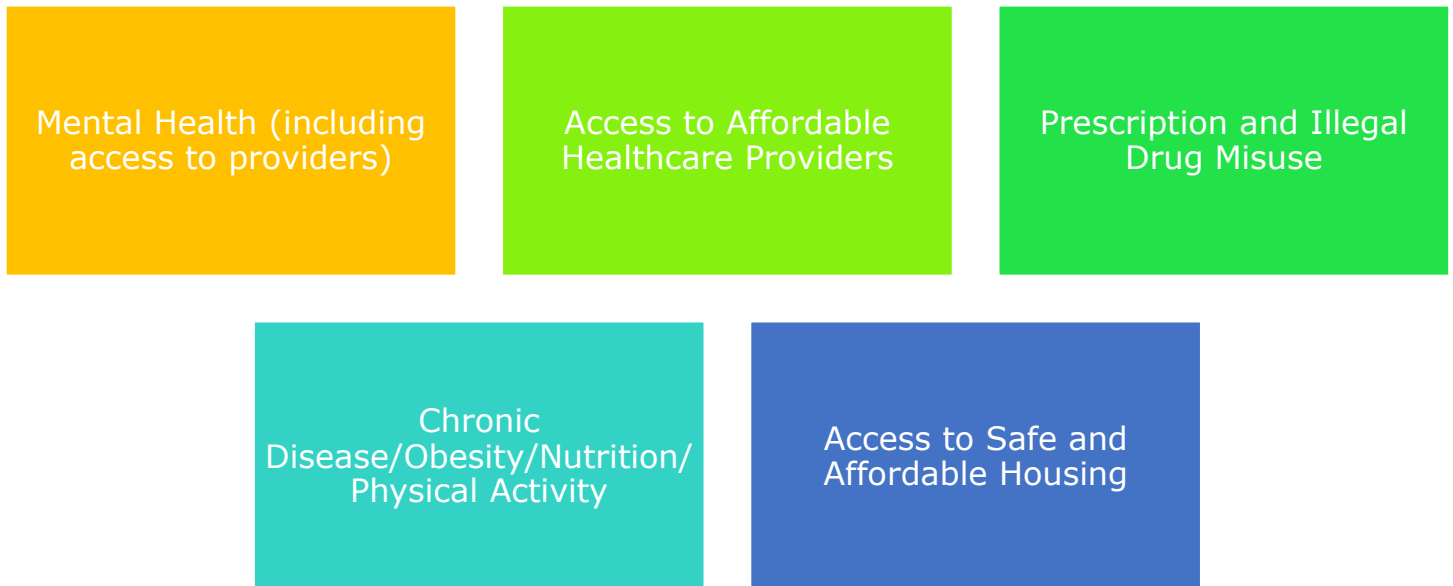 Mental Health (including
access to providers)
Access to Affordable
Healthcare Providers
Prescription and Illegal
Drug Misuse
Chronic
Disease/Obesity/Nutrition/
Physical Activity
Access to Safe and
Affordable Housing